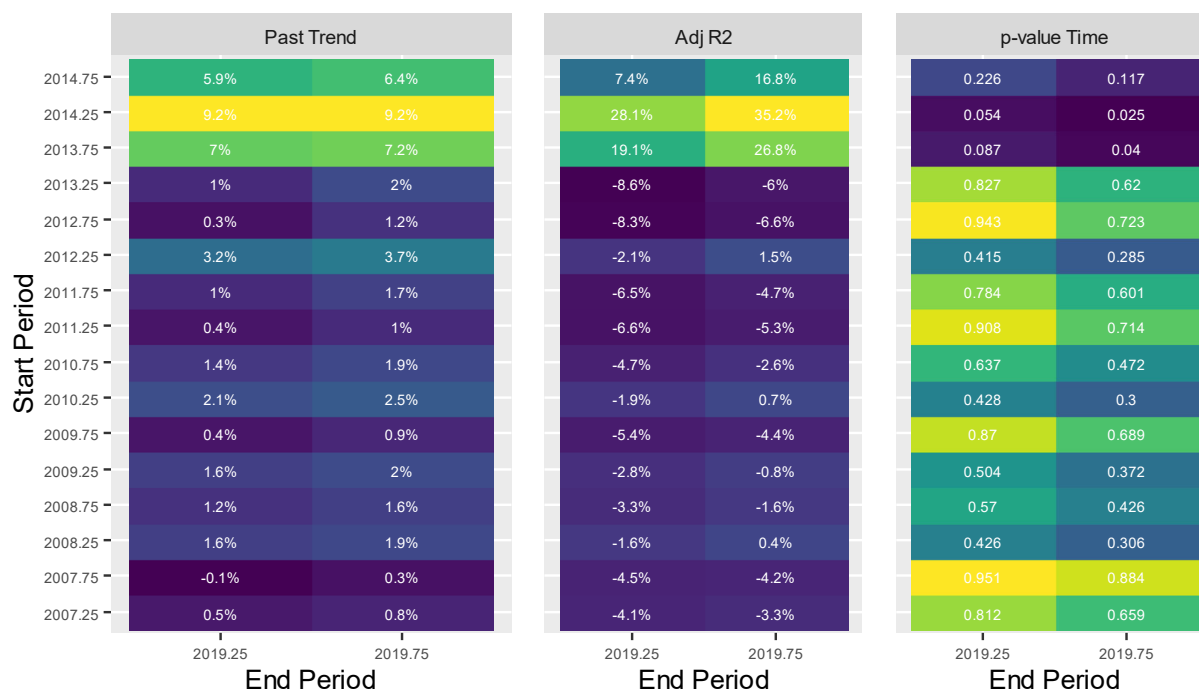 Past Trend Adj R2 p-value Time
2014.75 5.9% 6.4% 7.4% 16.8% 0.226 0.117
2014.25 9.2% 9.2% 28.1% 35.2% 0.054 0.025
2013.75 7% 7.2% 19.1% 26.8% 0.087 0.04
2013.25 1% 2% -8.6% -6% 0.827 0.62
2012.75 0.3% 1.2% -8.3% -6.6% 0.943 0.723
2012.25 3.2% 3.7% -2.1% 1.5% 0.415 0.285
2011.75 1% 1.7% -6.5% -4.7% 0.784 0.601
2011.25 0.4% 1% -6.6% -5.3% 0.908 0.714
2010.75 1.4% 1.9% -4.7% -2.6% 0.637 0.472
2010.25 2.1% 2.5% -1.9% 0.7% 0.428 0.3
2009.75 0.4% 0.9% -5.4% -4.4% 0.87 0.689
2009.25 1.6% 2% -2.8% -0.8% 0.504 0.372
2008.75 1.2% 1.6% -3.3% -1.6% 0.57 0.426
2008.25 1.6% 1.9% -1.6% 0.4% 0.426 0.306
2007.75 -0.1% 0.3% -4.5% -4.2% 0.951 0.884
2007.25 0.5% 0.8% -4.1% -3.3% 0.812 0.659
Start Period
2019.25 2019.75 2019.25 2019.75 2019.25 2019.75
End Period End Period End Period